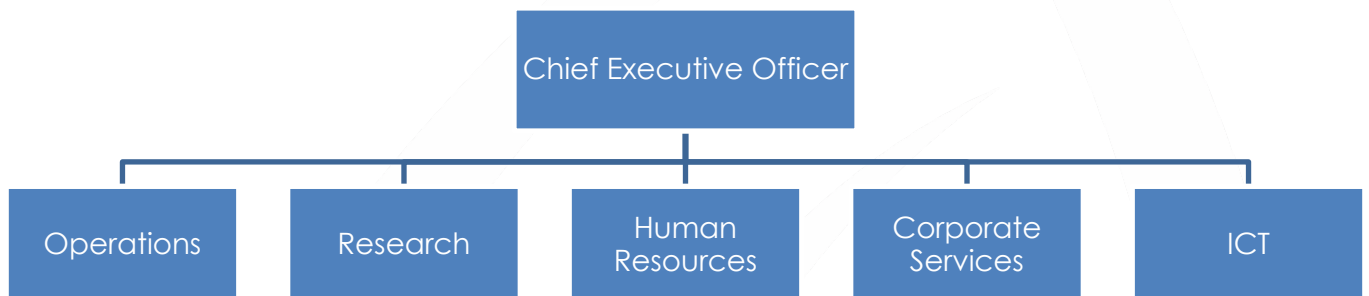 Chief Executive Officer
Operations
Research
Human
Resources
Corporate
Services
ICT